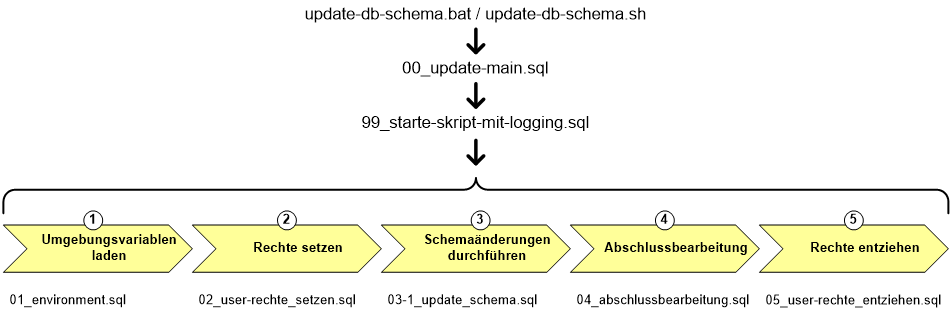 update-db-schema.bat / update-db-schema.sh
00_update-main.sql
99_starte-skript-mit-logging.sql
1
2
3
4
5
Umgebungsvariablen
laden
Rechte setzen
Schemaänderungen
durchführen
Abschlussbearbeitung
Rechte entziehen
01_environment.sql
02_user-rechte_setzen.sql
03-1_update_schema.sql
04_abschlussbearbeitung.sql
05_user-rechte_entziehen.sql